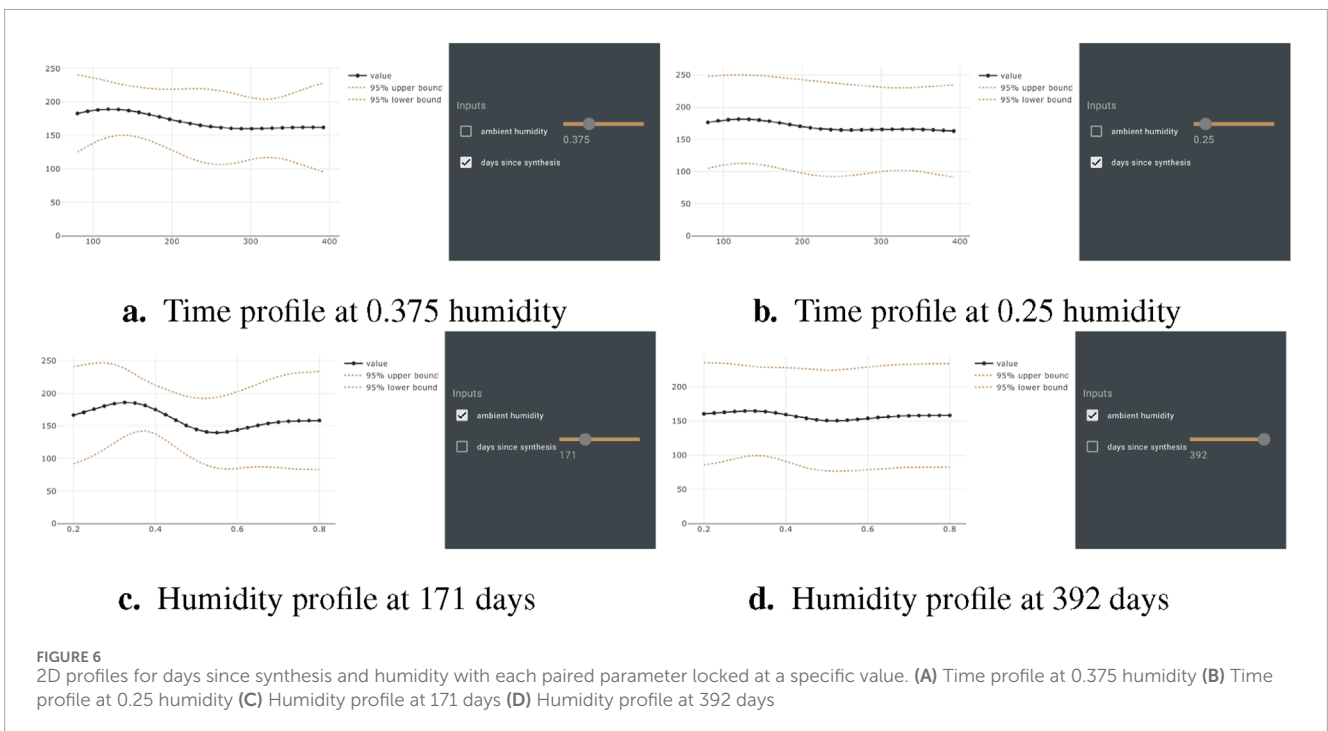 250
200
150
100
50
0
100
200
300
400
value
95% upper bound
95% lower bound
Inputs
ambient humidity
0.375
days since synthesis
a. Time profile at 0.375 humidity
250
200
150
100
50
0
100
200
300
400
value
95% upper bound
95% lower bound
Inputs
ambient humidity
0.25
days since synthesis
b. Time profile at 0.25 humidity
250
200
150
100
50
0
0.2
0.4
0.6
0.8
value
95% upper bound
95% lower bound
Inputs
ambient humidity
days since synthesis
171
c. Humidity profile at 171 days
200
150
100
50
0
0.2
0.4
0.6
0.8
value
95% upper bound
95% lower bound
Inputs
ambient humidity
days since synthesis
392
d. Humidity profile at 392 days
FIGURE 6
2D profiles for days since synthesis and humidity with each paired parameter locked at a specific value. (A) Time profile at 0.375 humidity (B) Time
profile at 0.25 humidity (C) Humidity profile at 171 days (D) Humidity profile at 392 days